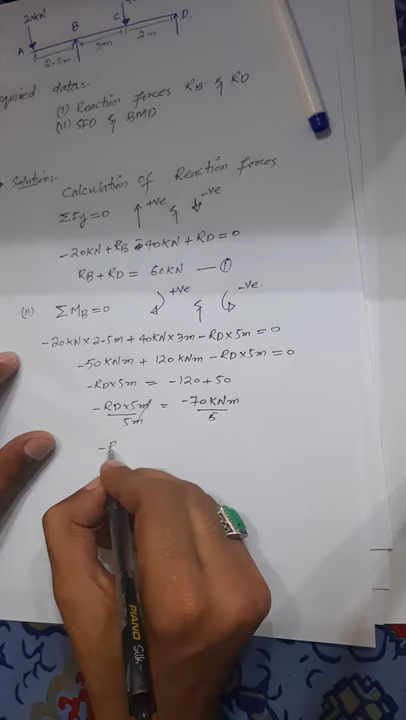 20KN
A B C D.
2.5m 3m 2m
required data:-
(i) Reaction forces RB & RD
(ii) SFD & BMD
Solution:-
Calculation of Reaction forces.
ΣFy=0 ↑+ve & ↓-ve
-20KN+RB-40KN+RD=0
RB+RD= 60KN —①
(ii) ΣMB=0 +ve & -ve.
-20KN×2.5m+40KN×3m-RD×5m=0
-50KNm+120KNm-RD×5m=0
-RD×5m = -120+50
-RD×5m/5m = -70KNm/5
-R
PIANO Silk